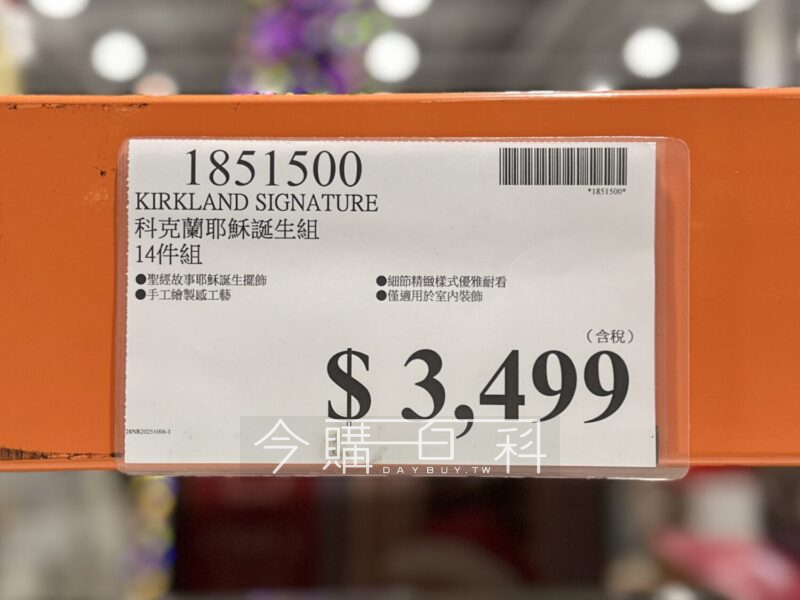 1851500
*1851500*
KIRKLAND SIGNATURE
科克蘭耶穌誕生組
14件組
●聖經故事耶穌誕生擺飾
●細節精緻樣式優雅耐看
●手工繪製感工藝
●僅適用於室內裝飾
（含稅）
$ 3,499
28NR20251006-1
今購百科
DAYBUY.TW